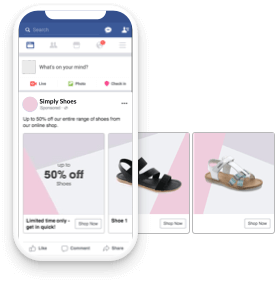 Search
What's on your mind?
Live
Photo
Check in
Simply Shoes
Sponsored
Up to 50% off our entire range of shoes from
our online shop.
up to
50% off
Shoes
Limited time only -
get in quick!
Shop Now
Shoe 1
Shop Now
Shop Now
Like
Comment
Share